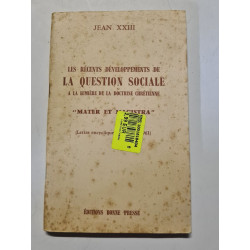 JEAN XXIII
LES RÉCENTS DÉVELOPPEMENTS DE
LA QUESTION SOCIALE
A LA LUMIÈRE DE LA DOCTRINE CHRÉTIENNE
"MATER ET MAGISTRA"
ÉDITIONS BONNE PRESSE